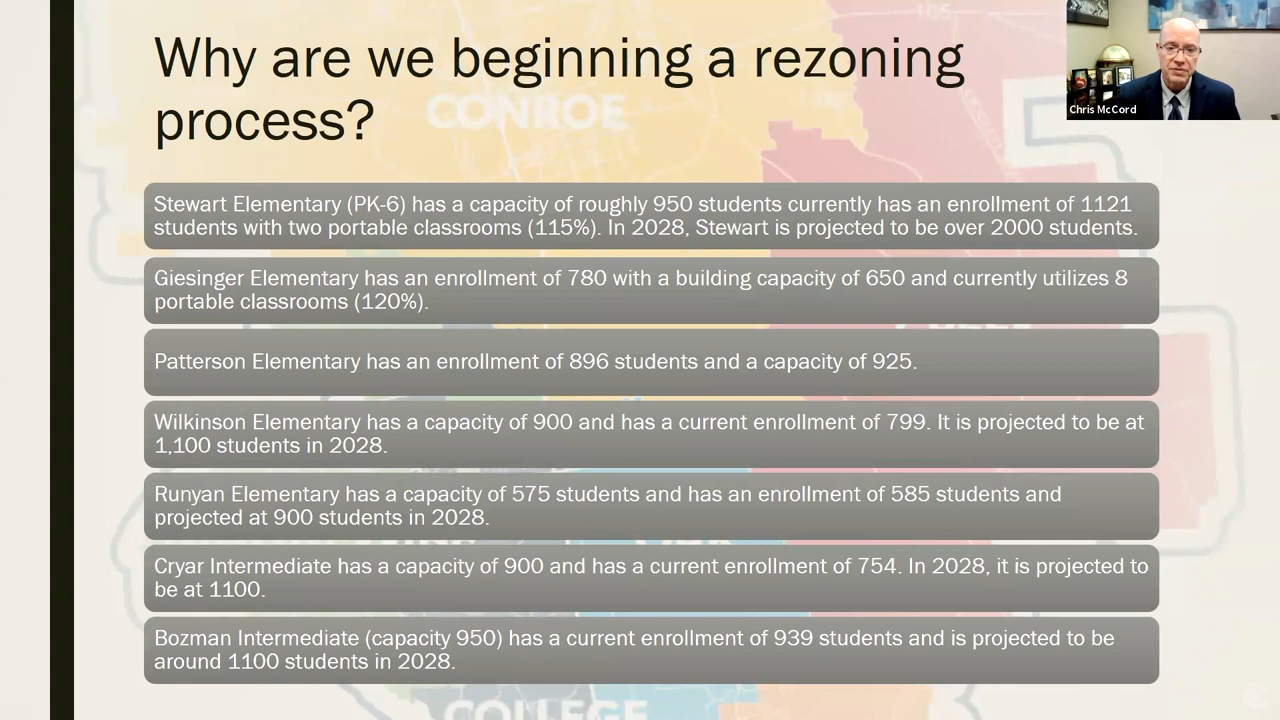 Why are we beginning a rezoning
process?
CONROE
Chris McCord
Stewart Elementary (PK-6) has a capacity of roughly 950 students currently has an enrollment of 1121
students with two portable classrooms (115%). In 2028, Stewart is projected to be over 2000 students.
Giesinger Elementary has an enrollment of 780 with a building capacity of 650 and currently utilizes 8
portable classrooms (120%).
Patterson Elementary has an enrollment of 896 students and a capacity of 925.
Wilkinson Elementary has a capacity of 900 and has a current enrollment of 799. It is projected to be at
1,100 students in 2028.
Runyan Elementary has a capacity of 575 students and has an enrollment of 585 students and
projected at 900 students in 2028.
Cryar Intermediate has a capacity of 900 and has a current enrollment of 754. In 2028, it is projected to
be at 1100.
Bozman Intermediate (capacity 950) has a current enrollment of 939 students and is projected to be
around 1100 students in 2028.
COLLEGE